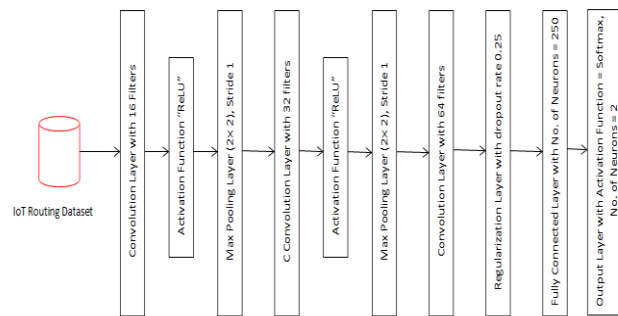 IoT Routing Dataset
Convolution Layer with 16 Filters
Activation Function "ReLU"
Max Pooling Layer (2× 2), Stride 1
C Convolution Layer with 32 filters
Activation Function "ReLU"
Max Pooling Layer (2× 2), Stride 1
Convolution Layer with 64 filters
Regularization Layer with dropout rate 0.25
Fully Connected Layer with No. of Neurons = 250
Output Layer with Activation Function = Softmax,
No. of Neurons = 2